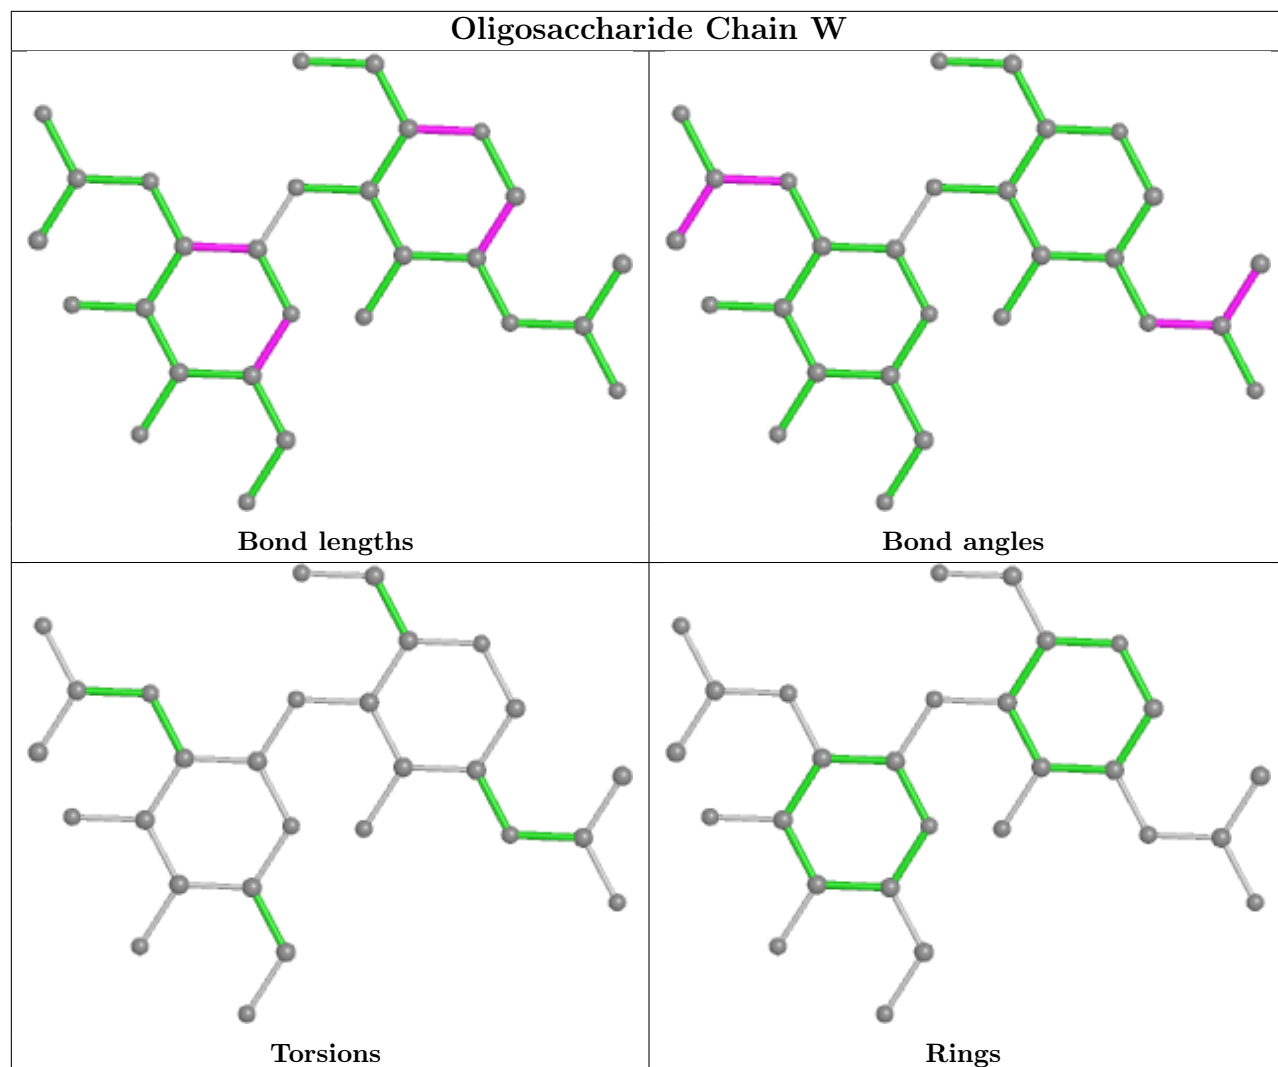 Oligosaccharide Chain W
Bond lengths
Bond angles
Torsions
Rings